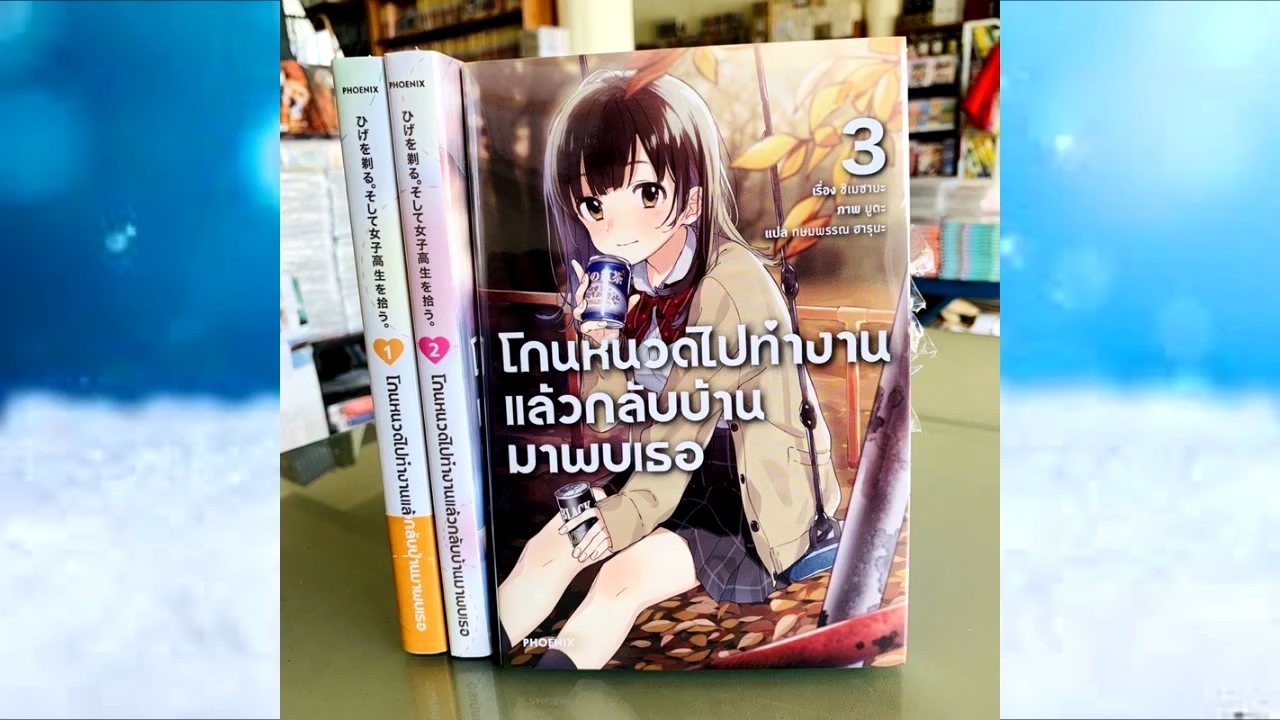 PHOENIX
ひげを剃る。そして女子高生を拾う。
1
โกนหนวดไปทำงานแล้วกลับบ้านมาพบเธอ
PHOENIX
ひげを剃る。そして女子高生を拾う。
2
โกนหนวดไปทำงานแล้วกลับบ้านมาพบเธอ
3
เรื่อง ชิเมซาบะ
ภาพ บูตะ
แปล กษมพรรณ ฮารุนะ
の紅茶
โกนหนวดไปทำงาน
แล้วกลับบ้าน
มาพบเธอ
BLACK
PHOENIX